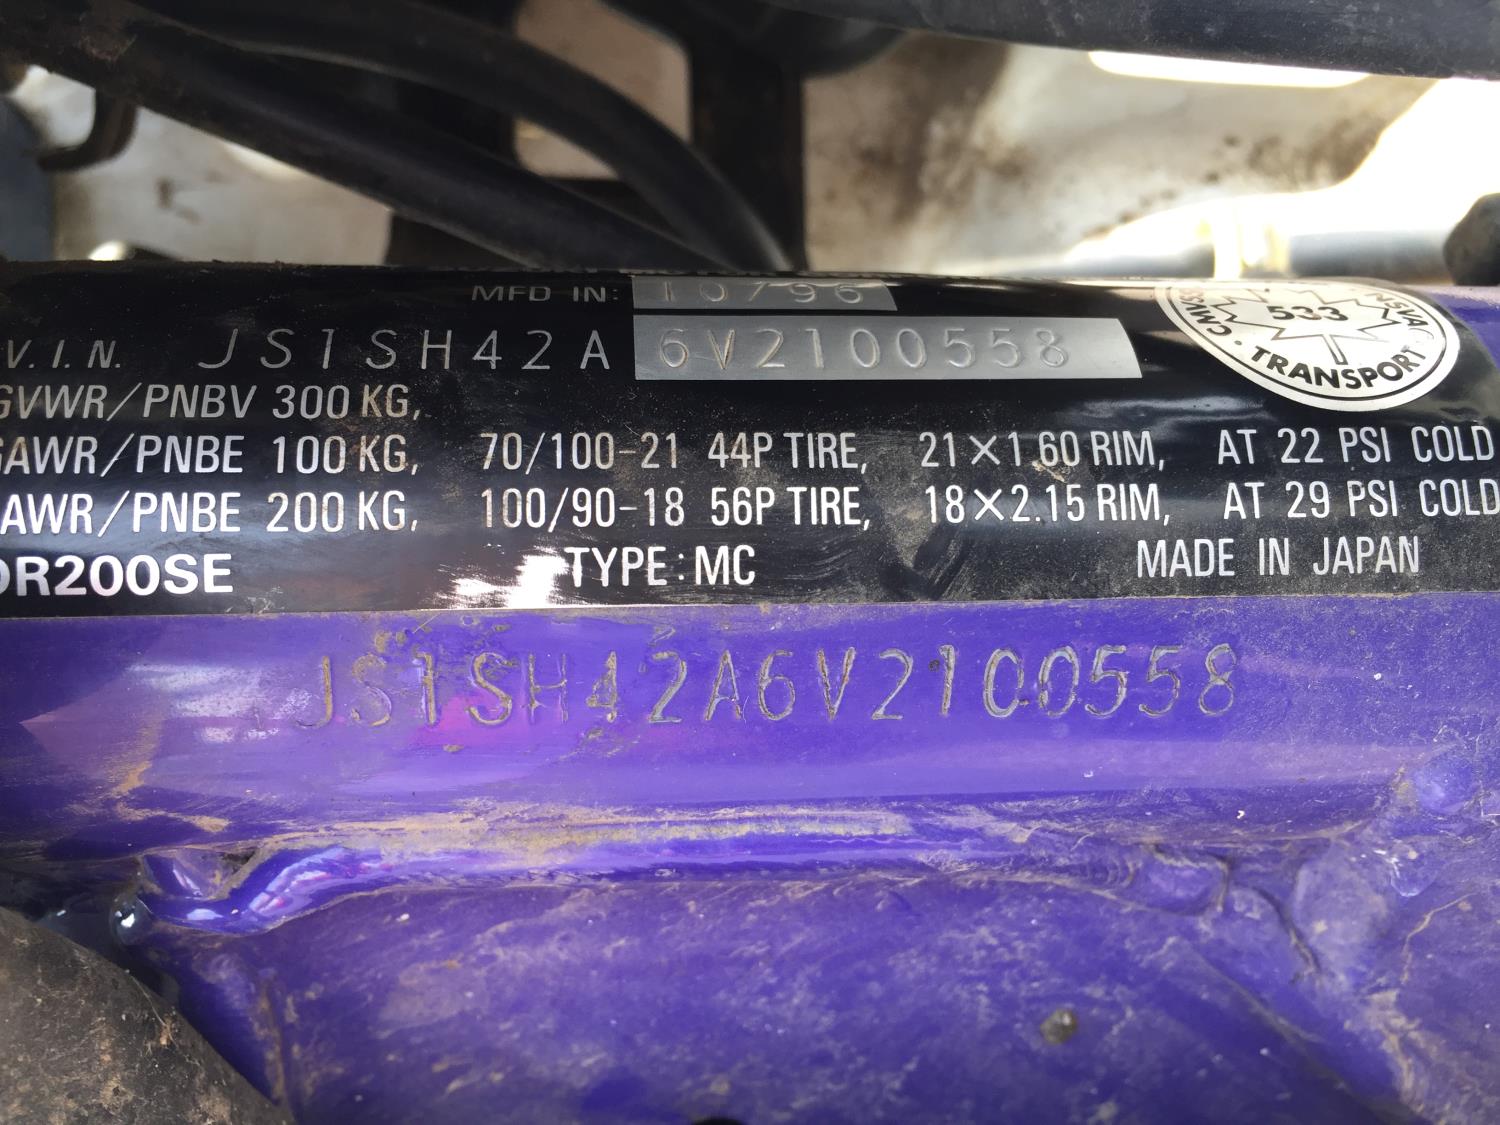 MFD IN: 10/96
V.I.N. JS1SH42A 6V2100558
GVWR/PNBV 300 KG,
GAWR/PNBE 100 KG, 70/100-21 44P TIRE, 21×1.60 RIM, AT 22 PSI COLD
AWR/PNBE 200 KG, 100/90-18 56P TIRE, 18×2.15 RIM, AT 29 PSI COLD
DR200SE TYPE: MC MADE IN JAPAN
533
TRANSPORT
JS1SH42A6V2100558